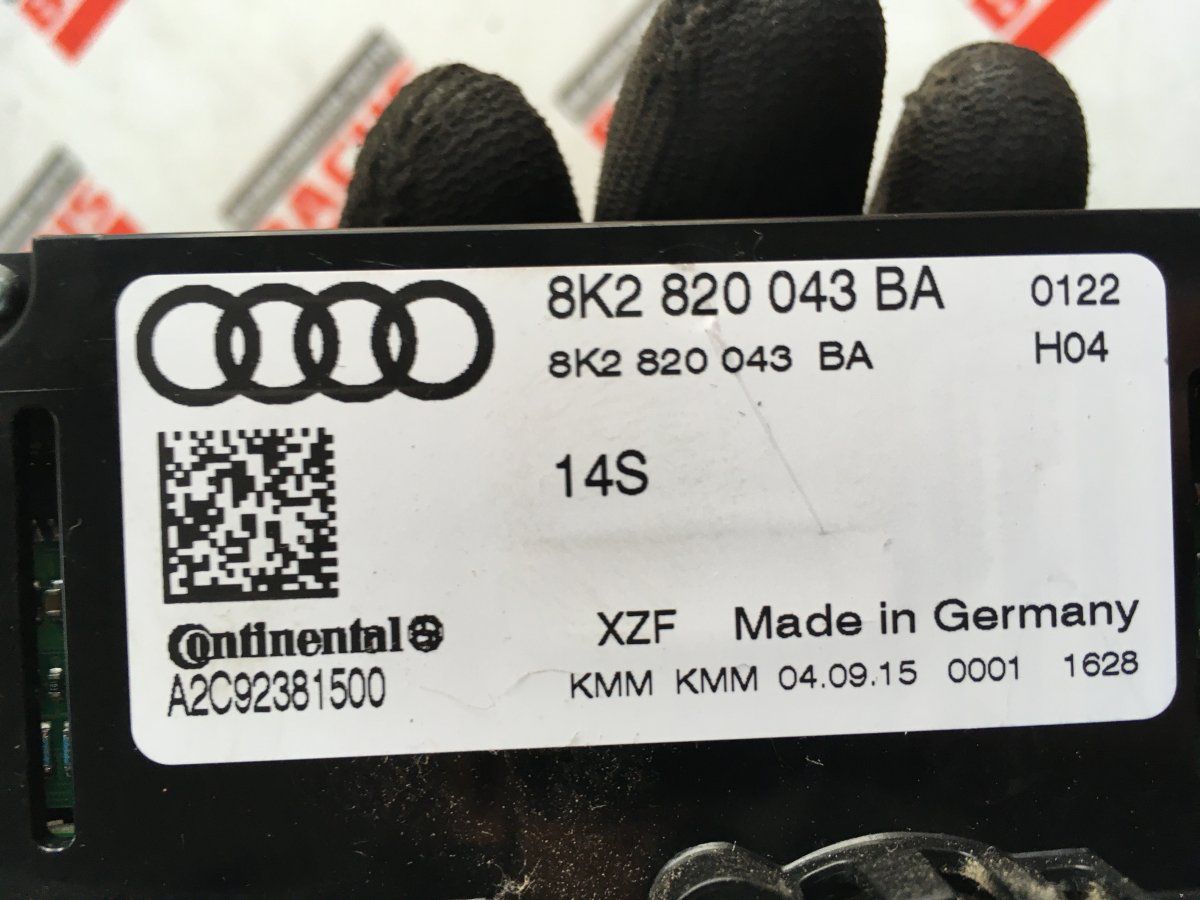 8K2 820 043 BA 0122
8K2 820 043 BA H04
14S
Continental
A2C92381500
XZF Made in Germany
KMM KMM 04.09.15 0001 1628